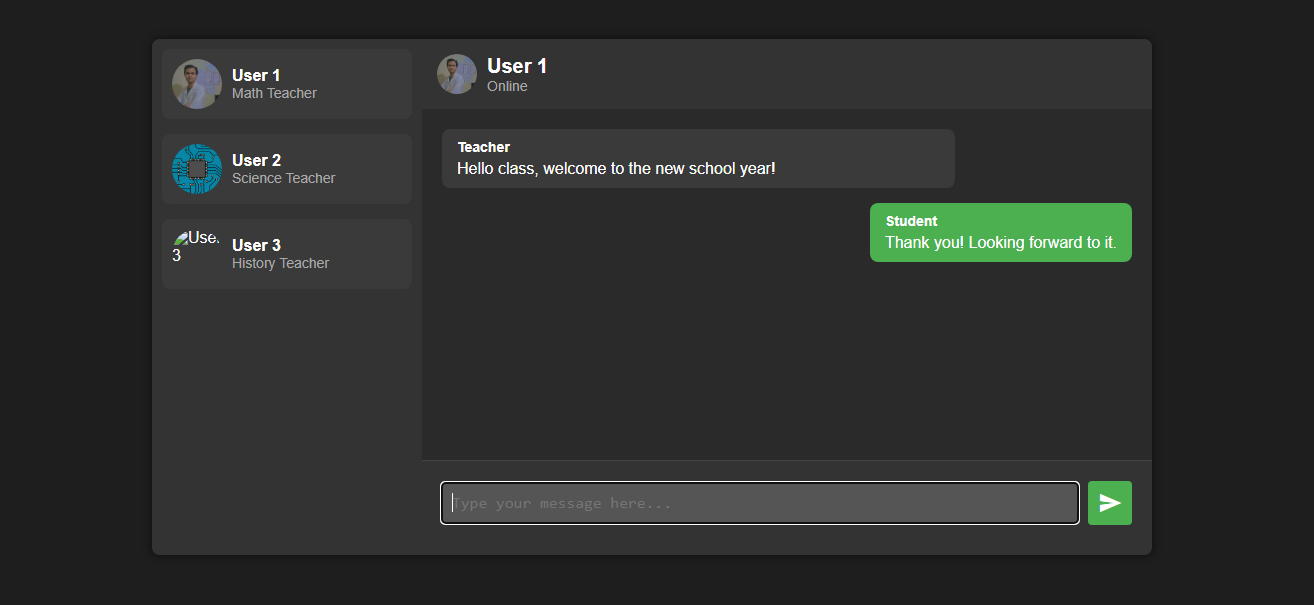 User 1
Math Teacher
User 2
Science Teacher
Use
3
User 3
History Teacher
User 1
Online
Teacher
Hello class, welcome to the new school year!
Student
Thank you! Looking forward to it.
Type your message here...